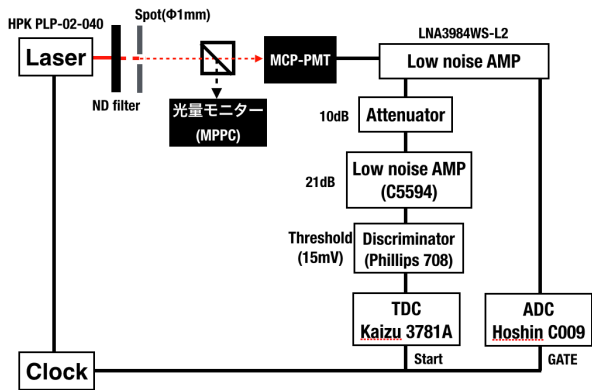 HPK PLP-02-040
Spot(Φ1mm)
LNA3984WS-L2
Laser
MCP-PMT
Low noise AMP
ND filter
光量モニター
(MPPC)
10dB
Attenuator
21dB
Low noise AMP
(C5594)
Threshold
(15mV)
Discriminator
(Phillips 708)
TDC
Kaizu 3781A
ADC
Hoshin C009
Clock
Start
GATE